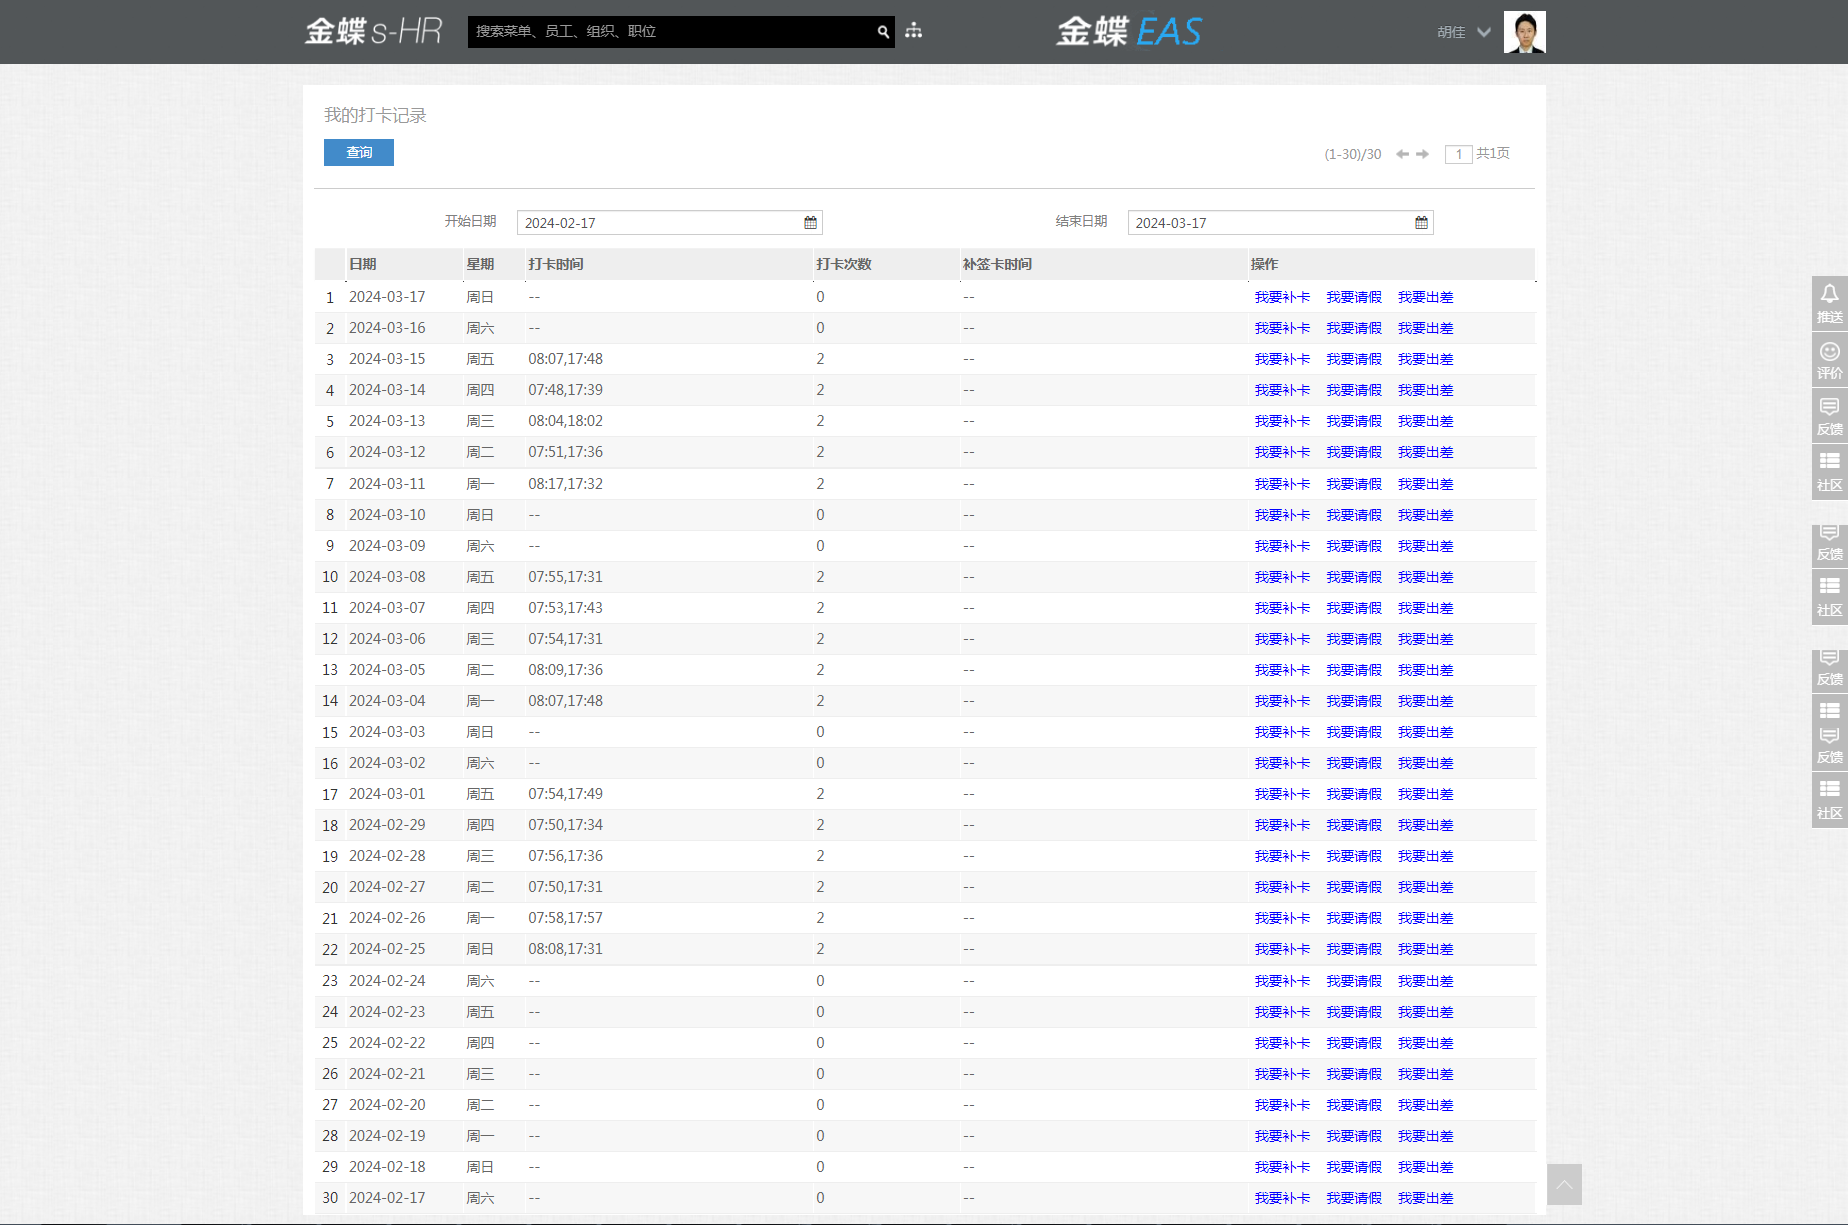 金蝶 s-HR 搜索菜单、员工、组织、职位 金蝶 EAS 胡佳
我的打卡记录
查询 (1-30)/30 1 共1页
开始日期 2024-02-17 结束日期 2024-03-17
日期 星期 打卡时间 打卡次数 补签卡时间 操作
1 2024-03-17 周日 -- 0 -- 我要补卡 我要请假 我要出差
2 2024-03-16 周六 -- 0 -- 我要补卡 我要请假 我要出差
3 2024-03-15 周五 08:07,17:48 2 -- 我要补卡 我要请假 我要出差
4 2024-03-14 周四 07:48,17:39 2 -- 我要补卡 我要请假 我要出差
5 2024-03-13 周三 08:04,18:02 2 -- 我要补卡 我要请假 我要出差
6 2024-03-12 周二 07:51,17:36 2 -- 我要补卡 我要请假 我要出差
7 2024-03-11 周一 08:17,17:32 2 -- 我要补卡 我要请假 我要出差
8 2024-03-10 周日 -- 0 -- 我要补卡 我要请假 我要出差
9 2024-03-09 周六 -- 0 -- 我要补卡 我要请假 我要出差
10 2024-03-08 周五 07:55,17:31 2 -- 我要补卡 我要请假 我要出差
11 2024-03-07 周四 07:53,17:43 2 -- 我要补卡 我要请假 我要出差
12 2024-03-06 周三 07:54,17:31 2 -- 我要补卡 我要请假 我要出差
13 2024-03-05 周二 08:09,17:36 2 -- 我要补卡 我要请假 我要出差
14 2024-03-04 周一 08:07,17:48 2 -- 我要补卡 我要请假 我要出差
15 2024-03-03 周日 -- 0 -- 我要补卡 我要请假 我要出差
16 2024-03-02 周六 -- 0 -- 我要补卡 我要请假 我要出差
17 2024-03-01 周五 07:54,17:49 2 -- 我要补卡 我要请假 我要出差
18 2024-02-29 周四 07:50,17:34 2 -- 我要补卡 我要请假 我要出差
19 2024-02-28 周三 07:56,17:36 2 -- 我要补卡 我要请假 我要出差
20 2024-02-27 周二 07:50,17:31 2 -- 我要补卡 我要请假 我要出差
21 2024-02-26 周一 07:58,17:57 2 -- 我要补卡 我要请假 我要出差
22 2024-02-25 周日 08:08,17:31 2 -- 我要补卡 我要请假 我要出差
23 2024-02-24 周六 -- 0 -- 我要补卡 我要请假 我要出差
24 2024-02-23 周五 -- 0 -- 我要补卡 我要请假 我要出差
25 2024-02-22 周四 -- 0 -- 我要补卡 我要请假 我要出差
26 2024-02-21 周三 -- 0 -- 我要补卡 我要请假 我要出差
27 2024-02-20 周二 -- 0 -- 我要补卡 我要请假 我要出差
28 2024-02-19 周一 -- 0 -- 我要补卡 我要请假 我要出差
29 2024-02-18 周日 -- 0 -- 我要补卡 我要请假 我要出差
30 2024-02-17 周六 -- 0 -- 我要补卡 我要请假 我要出差
推送
评价
反馈
社区
反馈
社区
反馈
反馈
社区